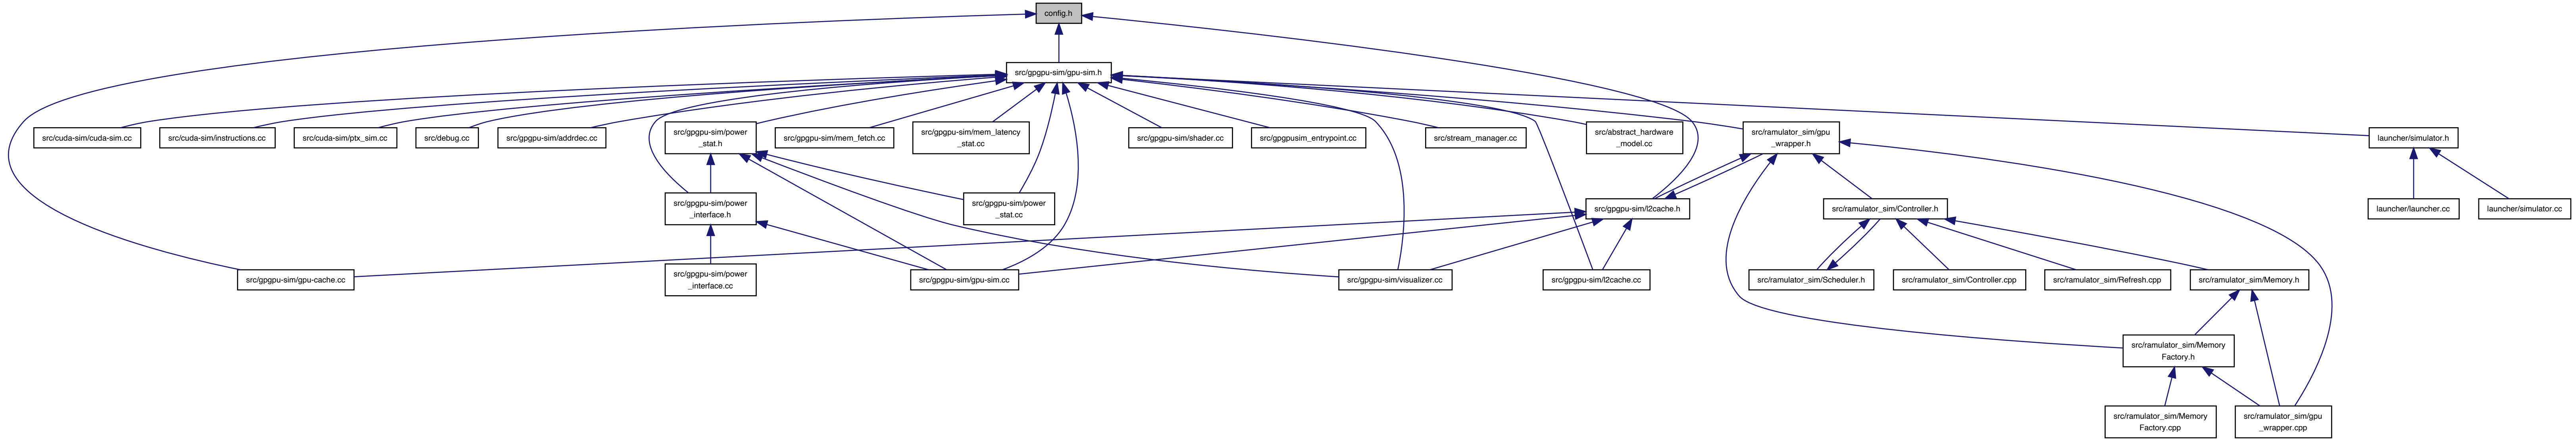 config.h
src/gpgpu-sim/gpu-sim.h
src/cuda-sim/cuda-sim.cc
src/cuda-sim/instructions.cc
src/cuda-sim/ptx_sim.cc
src/debug.cc
src/gpgpu-sim/addrdec.cc
src/gpgpu-sim/power
_stat.h
src/gpgpu-sim/mem_fetch.cc
src/gpgpu-sim/mem_latency
_stat.cc
src/gpgpu-sim/shader.cc
src/gpgpusim_entrypoint.cc
src/stream_manager.cc
src/abstract_hardware
_model.cc
src/ramulator_sim/gpu
_wrapper.h
launcher/simulator.h
src/gpgpu-sim/power
_interface.h
src/gpgpu-sim/power
_stat.cc
src/gpgpu-sim/l2cache.h
src/ramulator_sim/Controller.h
launcher/launcher.cc
launcher/simulator.cc
src/gpgpu-sim/gpu-cache.cc
src/gpgpu-sim/power
_interface.cc
src/gpgpu-sim/gpu-sim.cc
src/gpgpu-sim/visualizer.cc
src/gpgpu-sim/l2cache.cc
src/ramulator_sim/Scheduler.h
src/ramulator_sim/Controller.cpp
src/ramulator_sim/Refresh.cpp
src/ramulator_sim/Memory.h
src/ramulator_sim/Memory
Factory.h
src/ramulator_sim/Memory
Factory.cpp
src/ramulator_sim/gpu
_wrapper.cpp